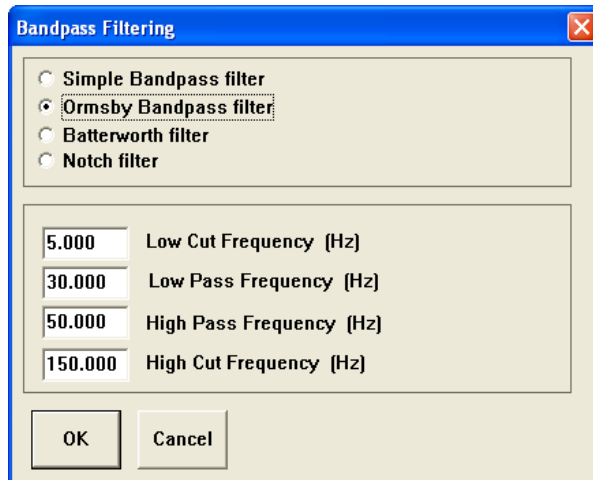 Bandpass Filtering
Simple Bandpass filter
Ormsby Bandpass filter
Batterworth filter
Notch filter
5.000 Low Cut Frequency (Hz)
30.000 Low Pass Frequency (Hz)
50.000 High Pass Frequency (Hz)
150.000 High Cut Frequency (Hz)
OK Cancel